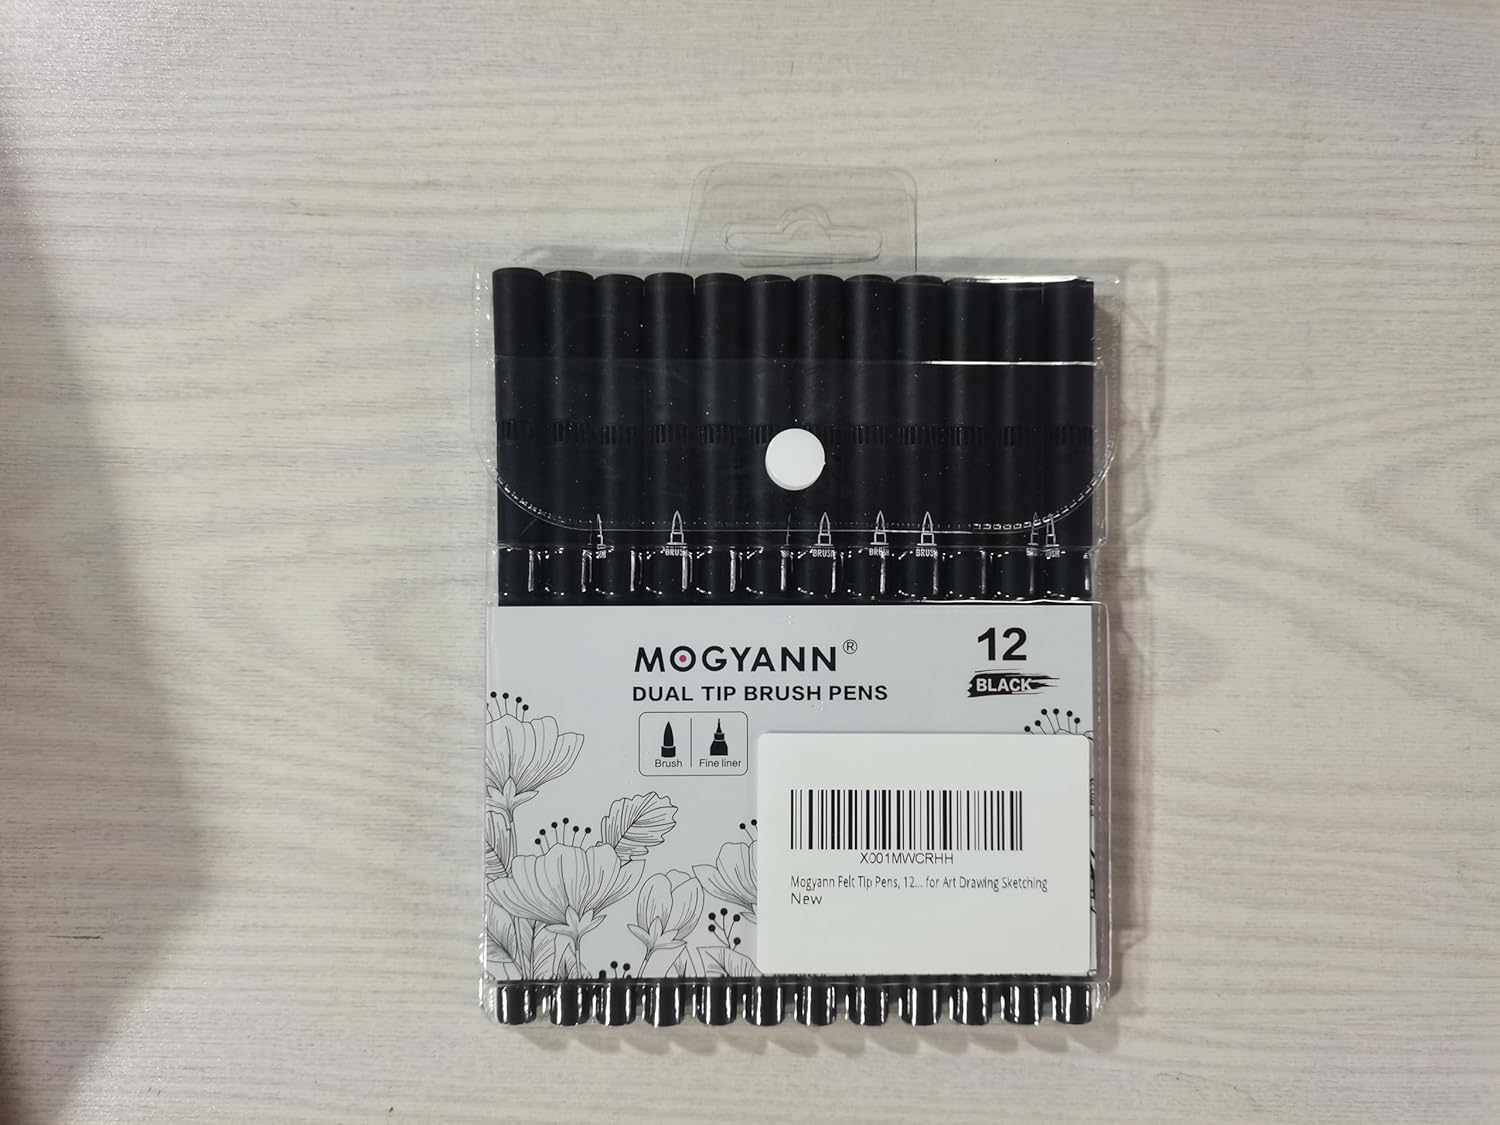 BRUSH
BRUSH
BRUSH
BRUSH
MOGYANN®
12
DUAL TIP BRUSH PENS
BLACK
Brush
Fine liner
X001MWCRHH
Mogyann Felt Tip Pens, 12... for Art Drawing Sketching
New